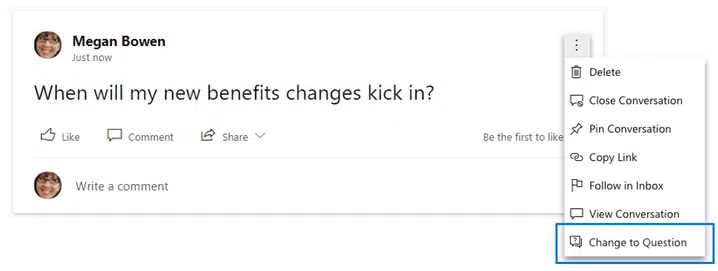 Megan Bowen
Just now
When will my new benefits changes kick in?
Like Comment Share Be the first to like
Write a comment
Delete
Close Conversation
Pin Conversation
Copy Link
Follow in Inbox
View Conversation
Change to Question